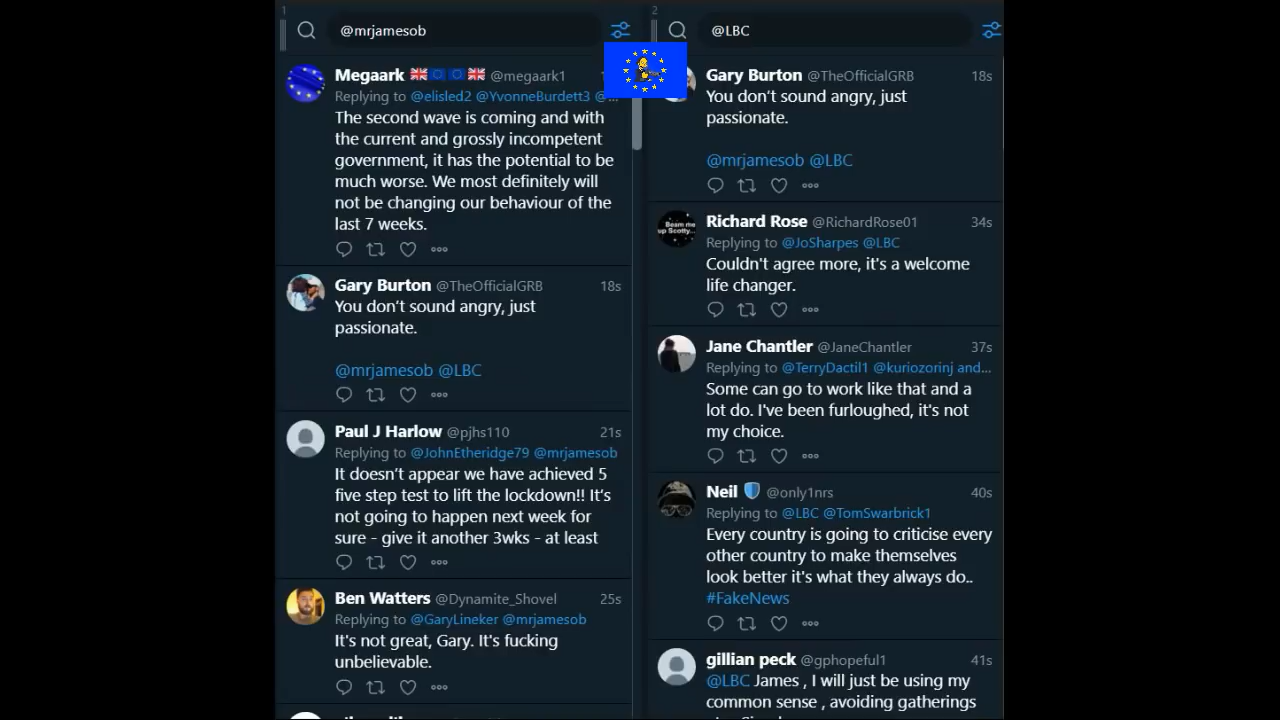 1
@mrjamesob
Megaark @megaark1
Replying to @elisled2 @YvonneBurdett3 @...
The second wave is coming and with
the current and grossly incompetent
government, it has the potential to be
much worse. We most definitely will
not be changing our behaviour of the
last 7 weeks.
Gary Burton @TheOfficialGRB 18s
You don't sound angry, just
passionate.
@mrjamesob @LBC
Paul J Harlow @pjhs110 21s
Replying to @JohnEtheridge79 @mrjamesob
It doesn't appear we have achieved 5
five step test to lift the lockdown!! It's
not going to happen next week for
sure - give it another 3wks - at least
Ben Watters @Dynamite_Shovel 25s
Replying to @GaryLineker @mrjamesob
It's not great, Gary. It's fucking
unbelievable.
2
@LBC
Gary Burton @TheOfficialGRB 18s
You don't sound angry, just
passionate.
@mrjamesob @LBC
Beam me
up Scotty...
Richard Rose @RichardRose01 34s
Replying to @JoSharpes @LBC
Couldn't agree more, it's a welcome
life changer.
Jane Chantler @JaneChantler 37s
Replying to @TerryDactil1 @kuriozorinj and...
Some can go to work like that and a
lot do. I've been furloughed, it's not
my choice.
Neil @only1nrs 40s
Replying to @LBC @TomSwarbrick1
Every country is going to criticise every
other country to make themselves
look better it's what they always do..
#FakeNews
gillian peck @gphopeful1 41s
@LBC James , I will just be using my
common sense , avoiding gatherings